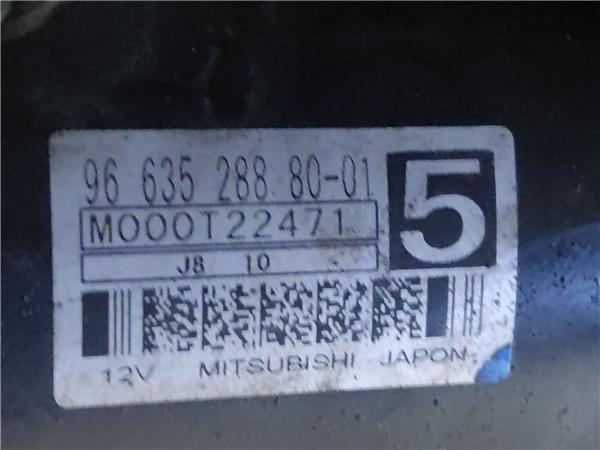 96 635 288 80-01
M000T22471
5
J8 10
12V MITSUBISHI JAPON